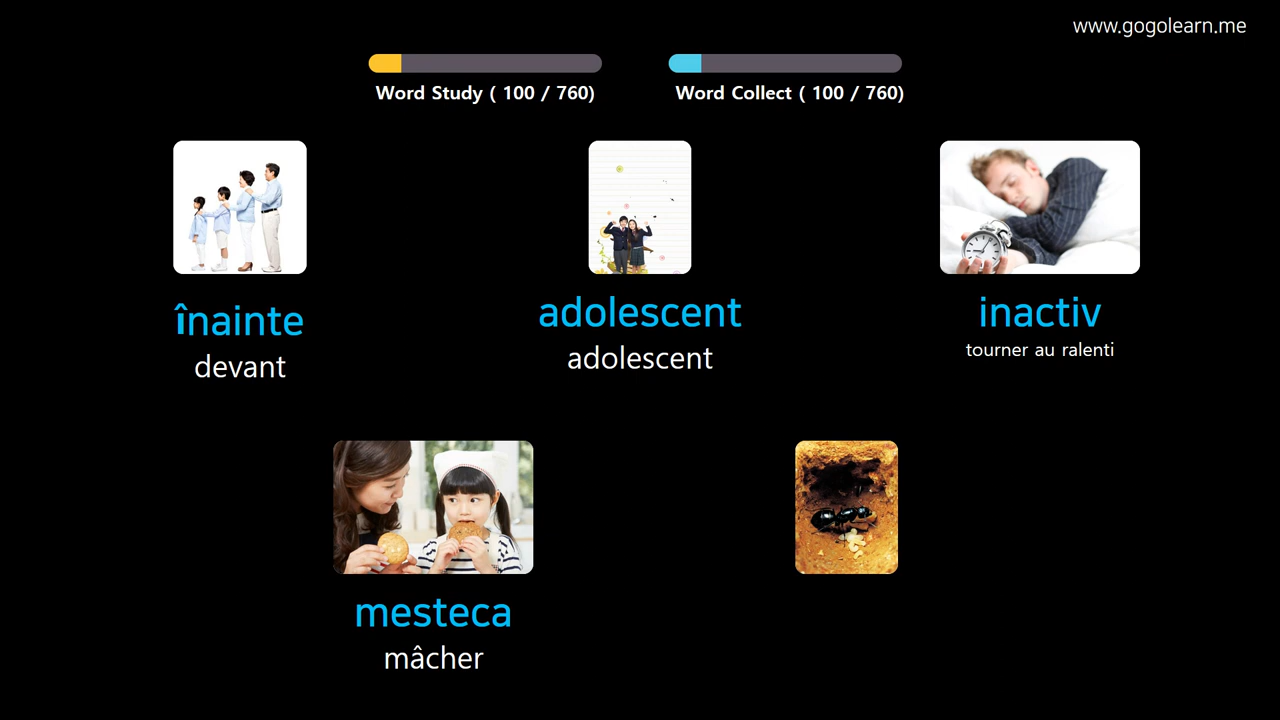 www.gogolearn.me
Word Study ( 100 / 760)
Word Collect ( 100 / 760)
înainte
devant
adolescent
adolescent
inactiv
tourner au ralenti
mesteca
mâcher